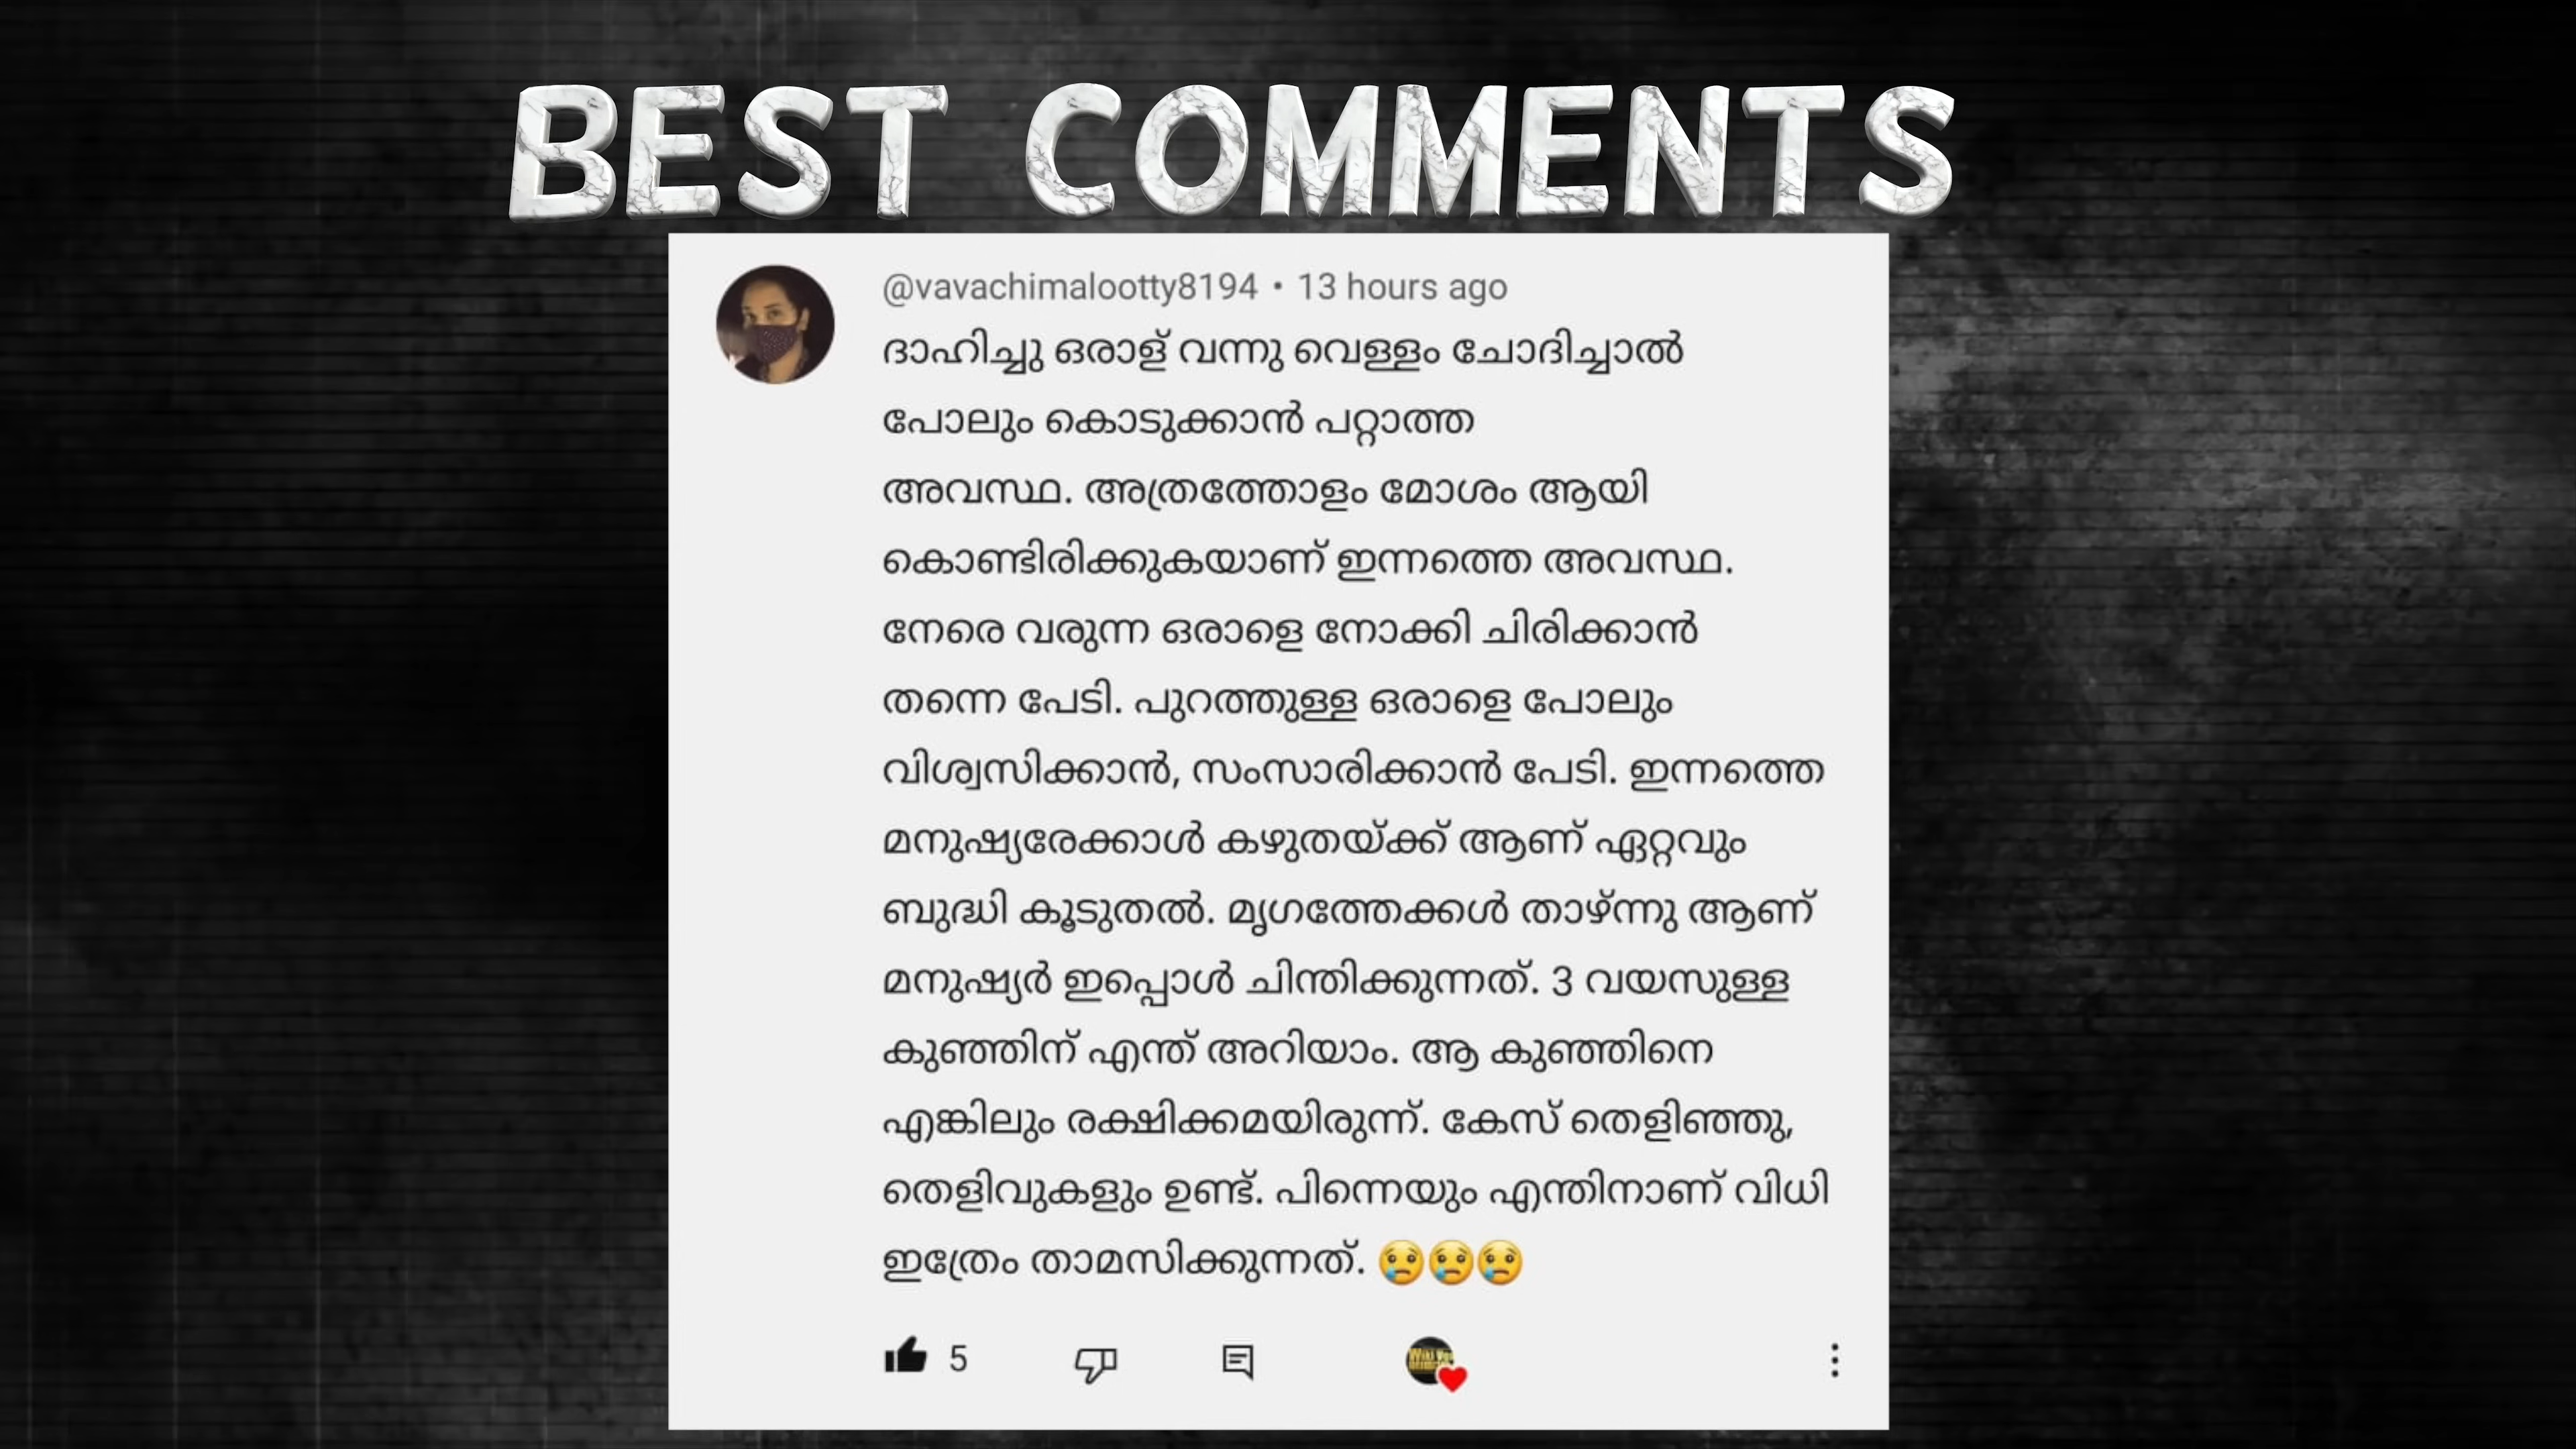 BEST COMMENTS
@vavachimalootty8194 • 13 hours ago
ദാഹിച്ചു ഒരാള് വന്നു വെള്ളം ചോദിച്ചാൽ
പോലും കൊടുക്കാൻ പറ്റാത്ത
അവസ്ഥ. അത്രത്തോളം മോശം ആയി
കൊണ്ടിരിക്കുകയാണ് ഇന്നത്തെ അവസ്ഥ.
നേരെ വരുന്ന ഒരാളെ നോക്കി ചിരിക്കാൻ
തന്നെ പേടി. പുറത്തുള്ള ഒരാളെ പോലും
വിശ്വസിക്കാൻ, സംസാരിക്കാൻ പേടി. ഇന്നത്തെ
മനുഷ്യരേക്കാൾ കഴുതയ്ക്ക് ആണ് ഏറ്റവും
ബുദ്ധി കൂടുതൽ. മൃഗത്തേക്കൾ താഴ്ന്നു ആണ്
മനുഷ്യർ ഇപ്പൊൾ ചിന്തിക്കുന്നത്. 3 വയസുള്ള
കുഞ്ഞിന് എന്ത് അറിയാം. ആ കുഞ്ഞിനെ
എങ്കിലും രക്ഷിക്കമയിരുന്ന്. കേസ് തെളിഞ്ഞു,
തെളിവുകളും ഉണ്ട്. പിന്നെയും എന്തിനാണ് വിധി
ഇത്രേം താമസിക്കുന്നത്. 😢😢😢
5